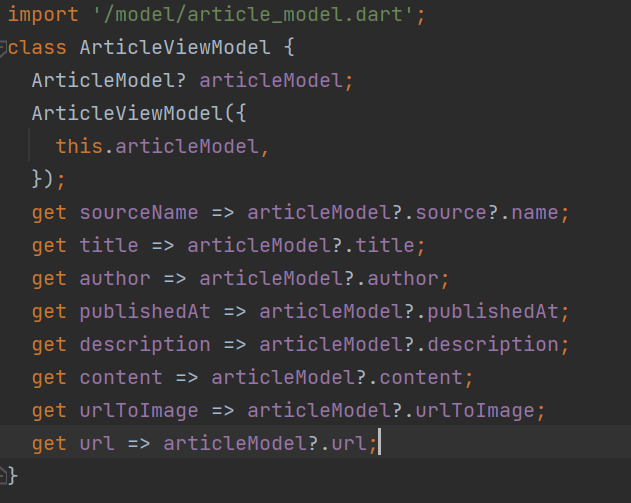 import '/model/article_model.dart';
class ArticleViewModel {
ArticleModel? articleModel;
ArticleViewModel({
this.articleModel,
});
get sourceName => articleModel?.source?.name;
get title => articleModel?.title;
get author => articleModel?.author;
get publishedAt => articleModel?.publishedAt;
get description => articleModel?.description;
get content => articleModel?.content;
get urlToImage => articleModel?.urlToImage;
get url => articleModel?.url;
}